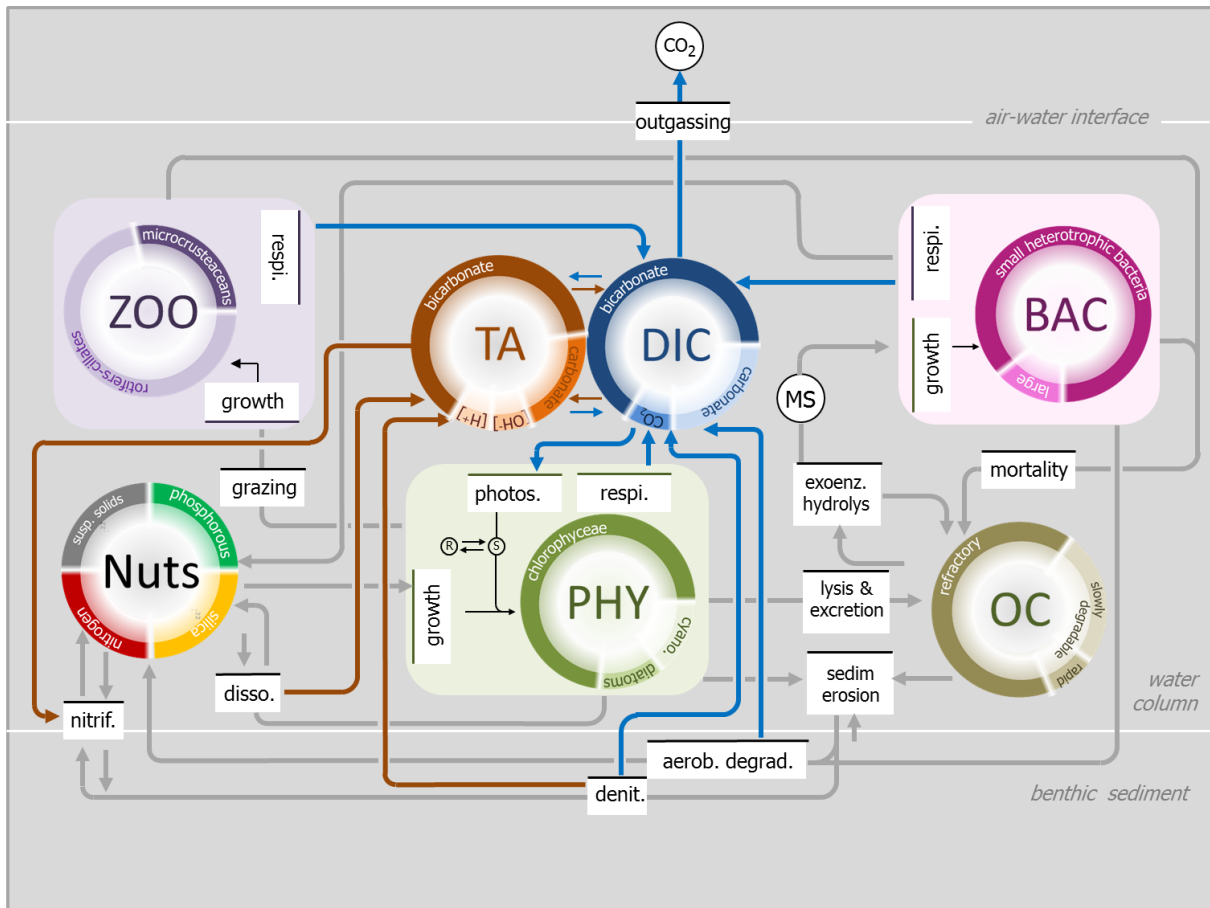 CO2
outgassing
air-water interface
ZOO
microcrusteaceans
rotifers-ciliates
respi.
growth
TA
bicarbonate
carbonate
[H+]
[OH-]
DIC
bicarbonate
carbonate
CO2
BAC
small heterotrophic bacteria
large
respi.
growth
MS
grazing
photos.
respi.
exoenz.
hydrolys
mortality
Nuts
susp. solids
phosphorous
nitrogen
silica
R
S
growth
PHY
chlorophyceae
cyano.
diatoms
lysis &
excretion
OC
refractory
slowly
degradable
rapid
disso.
sedim
erosion
water
column
nitrif.
aerob. degrad.
denit.
benthic sediment